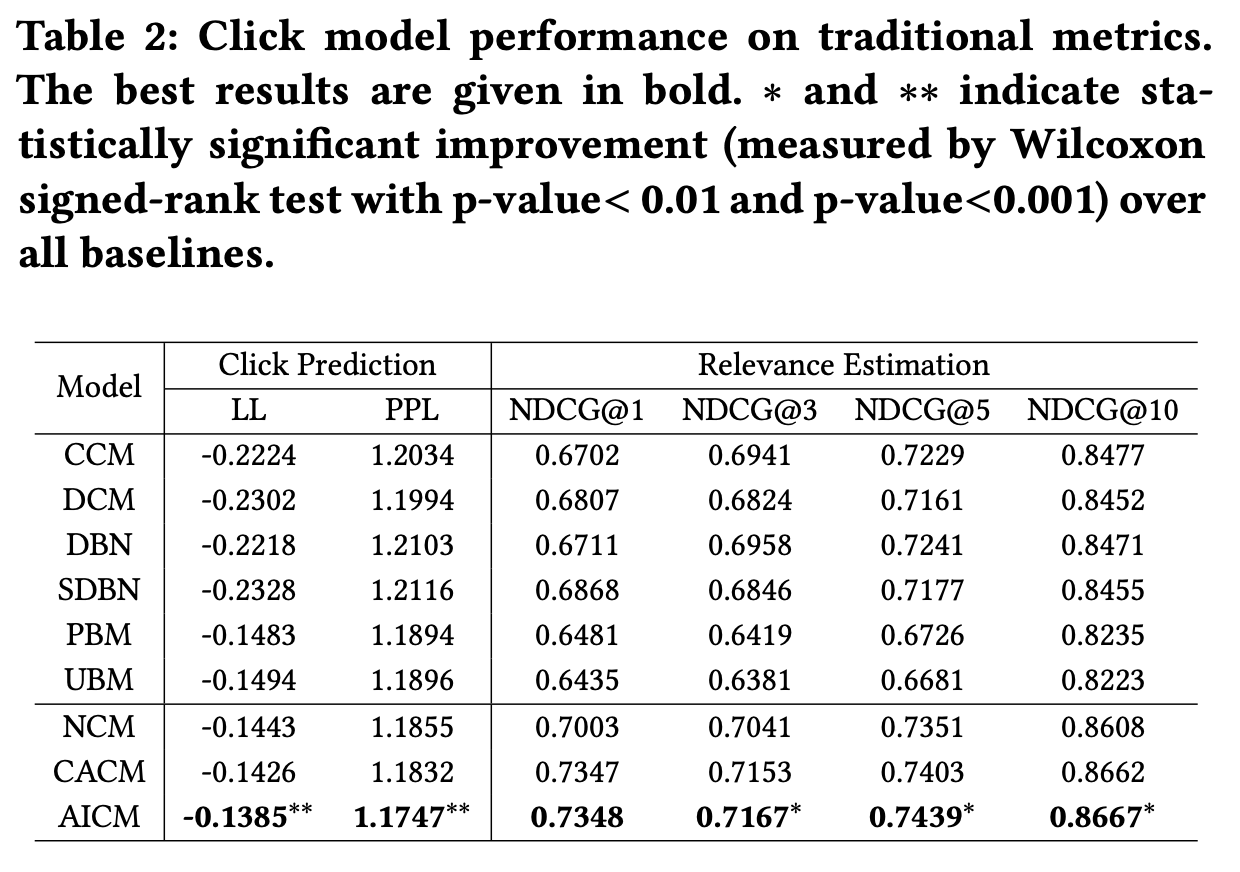 Table 2: Click model performance on traditional metrics.
The best results are given in bold. * and ** indicate sta-
tistically significant improvement (measured by Wilcoxon
signed-rank test with p-value< 0.01 and p-value<0.001) over
all baselines.
Model Click Prediction Relevance Estimation
LL PPL NDCG@1 NDCG@3 NDCG@5 NDCG@10
CCM -0.2224 1.2034 0.6702 0.6941 0.7229 0.8477
DCM -0.2302 1.1994 0.6807 0.6824 0.7161 0.8452
DBN -0.2218 1.2103 0.6711 0.6958 0.7241 0.8471
SDBN -0.2328 1.2116 0.6868 0.6846 0.7177 0.8455
PBM -0.1483 1.1894 0.6481 0.6419 0.6726 0.8235
UBM -0.1494 1.1896 0.6435 0.6381 0.6681 0.8223
NCM -0.1443 1.1855 0.7003 0.7041 0.7351 0.8608
CACM -0.1426 1.1832 0.7347 0.7153 0.7403 0.8662
AICM -0.1385** 1.1747** 0.7348 0.7167* 0.7439* 0.8667*